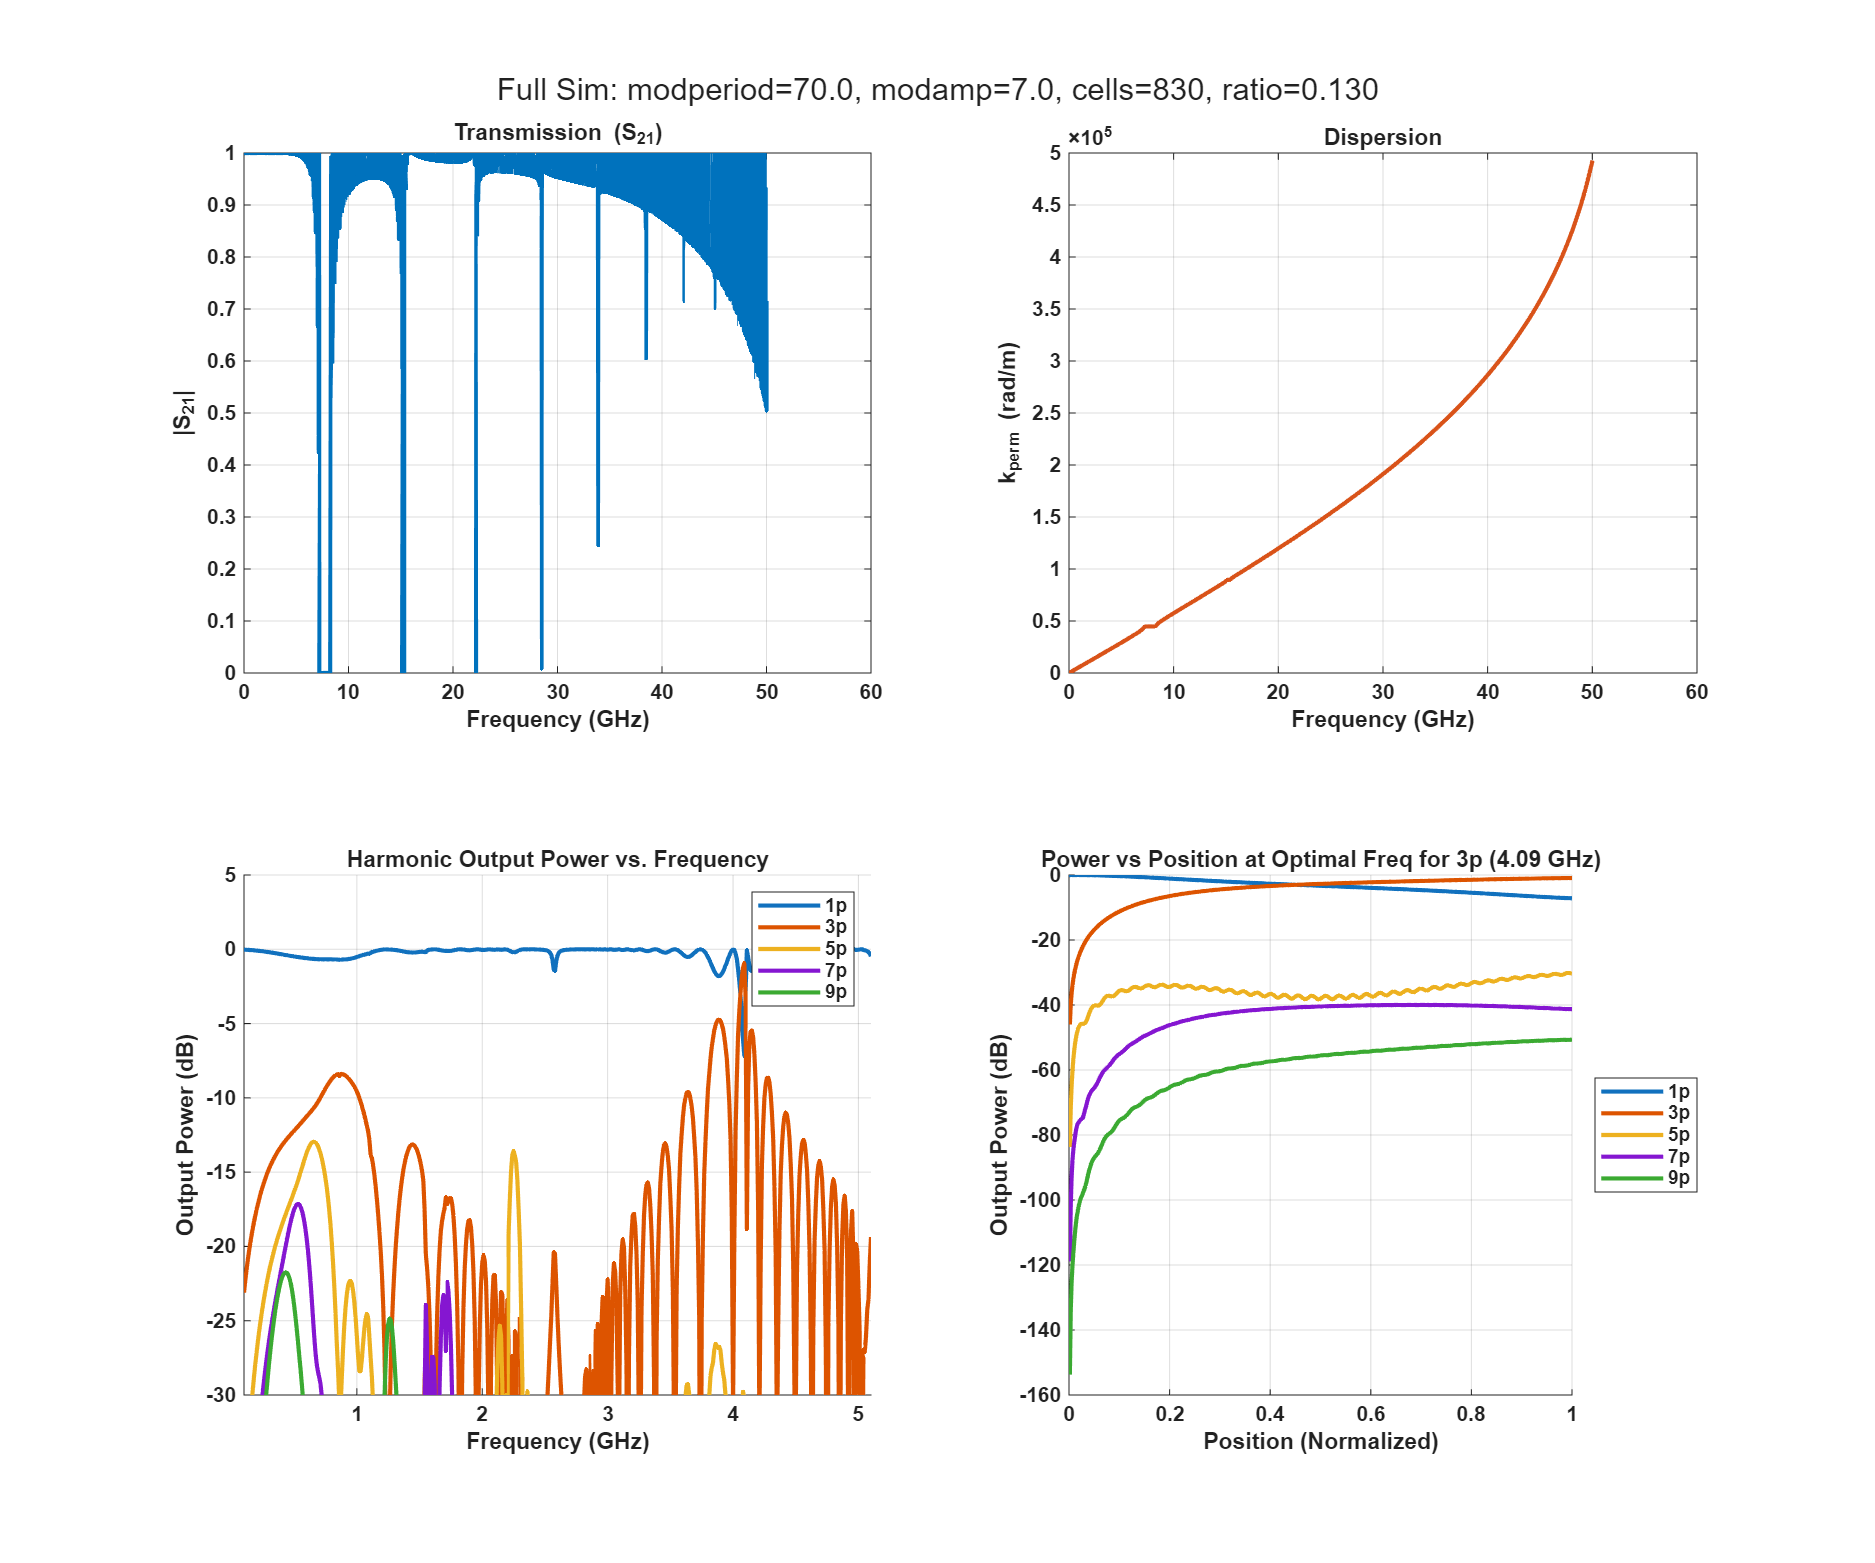 Full Sim: modperiod=70.0, modamp=7.0, cells=830, ratio=0.130
Transmission (S21)
1
0.9
0.8
0.7
0.6
0.5
0.4
0.3
0.2
0.1
0
|S21|
0 10 20 30 40 50 60
Frequency (GHz)
×10^5
Dispersion
5
4.5
4
3.5
3
2.5
2
1.5
1
0.5
0
kperm (rad/m)
0 10 20 30 40 50 60
Frequency (GHz)
Harmonic Output Power vs. Frequency
5
0
-5
-10
-15
-20
-25
-30
Output Power (dB)
1p
3p
5p
7p
9p
1 2 3 4 5
Frequency (GHz)
Power vs Position at Optimal Freq for 3p (4.09 GHz)
0
-20
-40
-60
-80
-100
-120
-140
-160
Output Power (dB)
0 0.2 0.4 0.6 0.8 1
Position (Normalized)
1p
3p
5p
7p
9p